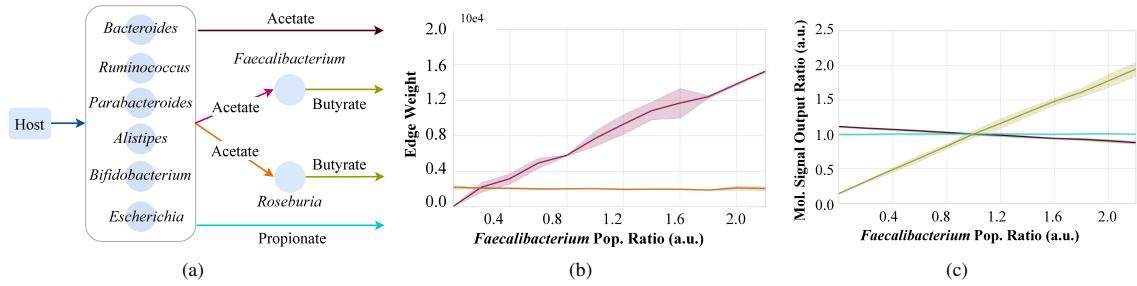 Host
Bacteroides
Ruminococcus
Parabacteroides
Alistipes
Bifidobacterium
Escherichia
Acetate
Faecalibacterium
Acetate
Butyrate
Acetate
Butyrate
Roseburia
Propionate
(a)
10e4
2.0
1.6
1.2
0.8
0.4
0.0
Edge Weight
0.4 0.8 1.2 1.6 2.0
Faecalibacterium Pop. Ratio (a.u.)
(b)
2.5
2.0
1.5
1.0
0.5
0.0
Mol. Signal Output Ratio (a.u.)
0.4 0.8 1.2 1.6 2.0
Faecalibacterium Pop. Ratio (a.u.)
(c)